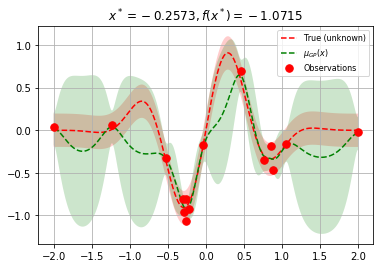 x* = −0.2573, f(x*) = −1.0715
True (unknown)
μGP(x)
Observations
1.0
0.5
0.0
−0.5
−1.0
−2.0 −1.5 −1.0 −0.5 0.0 0.5 1.0 1.5 2.0